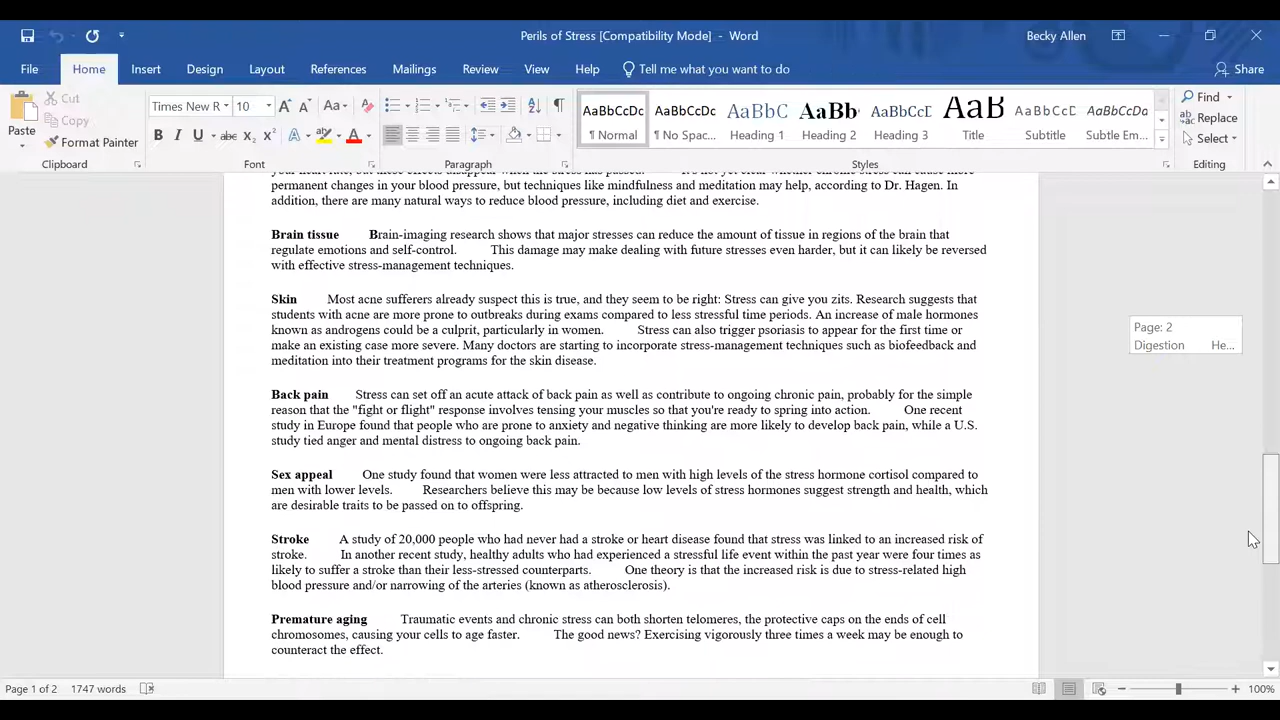 Perils of Stress [Compatibility Mode] - Word
Becky Allen
File Home Insert Design Layout References Mailings Review View Help Tell me what you want to do Share
Paste
Cut
Copy
Format Painter
Clipboard
Times New R 10
Font
Paragraph
AaBbCcDc AaBbCcDc AaBbC AaBb AaBbC AaB AaBbCcDc AaBbCcDc
¶ Normal ¶ No Spac... Heading 1 Heading 2 Heading 3 Title Subtitle Subtle Em...
Styles
Find
Replace
Select
Editing
permanent changes in your blood pressure, but techniques like mindfulness and meditation may help, according to Dr. Hagen. In
addition, there are many natural ways to reduce blood pressure, including diet and exercise.
Brain tissue Brain-imaging research shows that major stresses can reduce the amount of tissue in regions of the brain that
regulate emotions and self-control. This damage may make dealing with future stresses even harder, but it can likely be reversed
with effective stress-management techniques.
Skin Most acne sufferers already suspect this is true, and they seem to be right: Stress can give you zits. Research suggests that
students with acne are more prone to outbreaks during exams compared to less stressful time periods. An increase of male hormones
known as androgens could be a culprit, particularly in women. Stress can also trigger psoriasis to appear for the first time or
make an existing case more severe. Many doctors are starting to incorporate stress-management techniques such as biofeedback and
meditation into their treatment programs for the skin disease.
Back pain Stress can set off an acute attack of back pain as well as contribute to ongoing chronic pain, probably for the simple
reason that the "fight or flight" response involves tensing your muscles so that you're ready to spring into action. One recent
study in Europe found that people who are prone to anxiety and negative thinking are more likely to develop back pain, while a U.S.
study tied anger and mental distress to ongoing back pain.
Sex appeal One study found that women were less attracted to men with high levels of the stress hormone cortisol compared to
men with lower levels. Researchers believe this may be because low levels of stress hormones suggest strength and health, which
are desirable traits to be passed on to offspring.
Stroke A study of 20,000 people who had never had a stroke or heart disease found that stress was linked to an increased risk of
stroke. In another recent study, healthy adults who had experienced a stressful life event within the past year were four times as
likely to suffer a stroke than their less-stressed counterparts. One theory is that the increased risk is due to stress-related high
blood pressure and/or narrowing of the arteries (known as atherosclerosis).
Premature aging Traumatic events and chronic stress can both shorten telomeres, the protective caps on the ends of cell
chromosomes, causing your cells to age faster. The good news? Exercising vigorously three times a week may be enough to
counteract the effect.
Page: 2
Digestion He...
Page 1 of 2 1747 words
100%